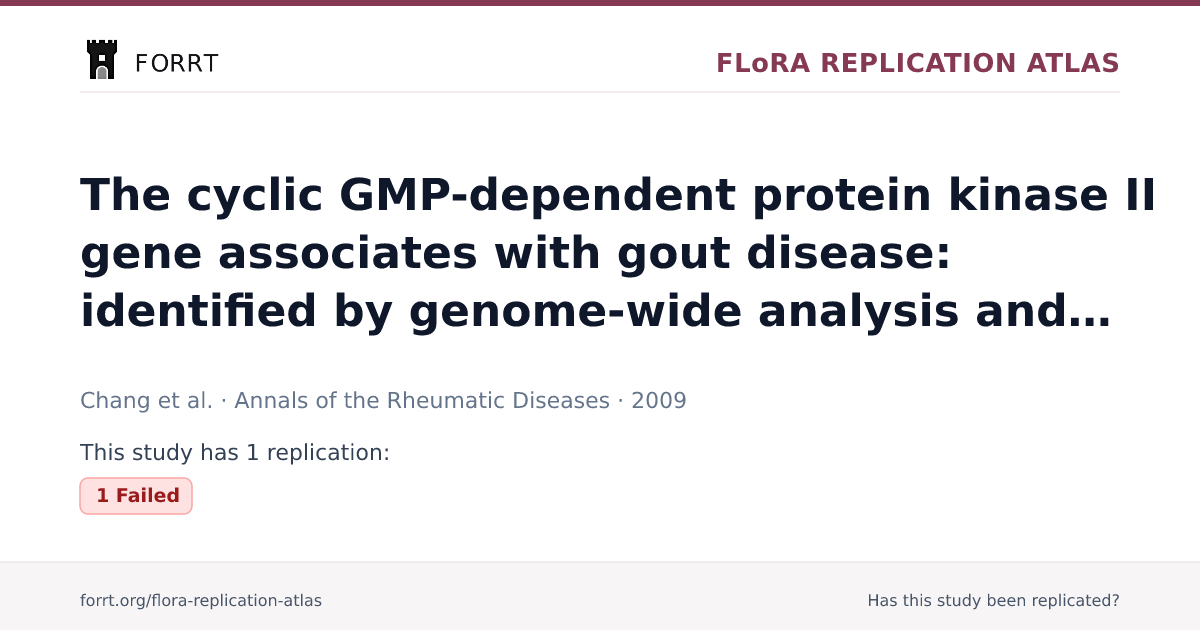 FORRT
FLoRA REPLICATION ATLAS
The cyclic GMP-dependent protein kinase II
gene associates with gout disease:
identified by genome-wide analysis and…
Chang et al. · Annals of the Rheumatic Diseases · 2009
This study has 1 replication:
1 Failed
forrt.org/flora-replication-atlas
Has this study been replicated?